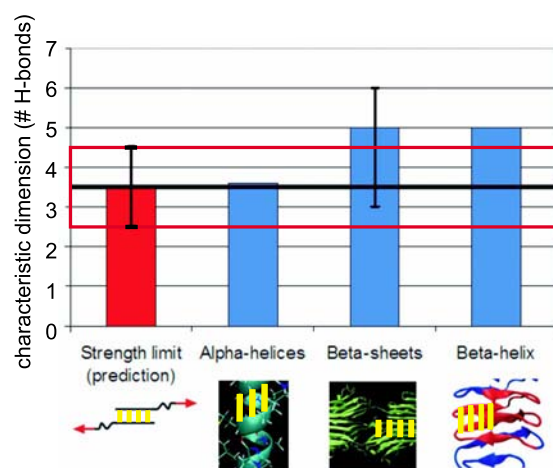 characteristic dimension (# H-bonds)
7
6
5
4
3
2
1
0
Strength limit
(prediction)
Alpha-helices
Beta-sheets
Beta-helix